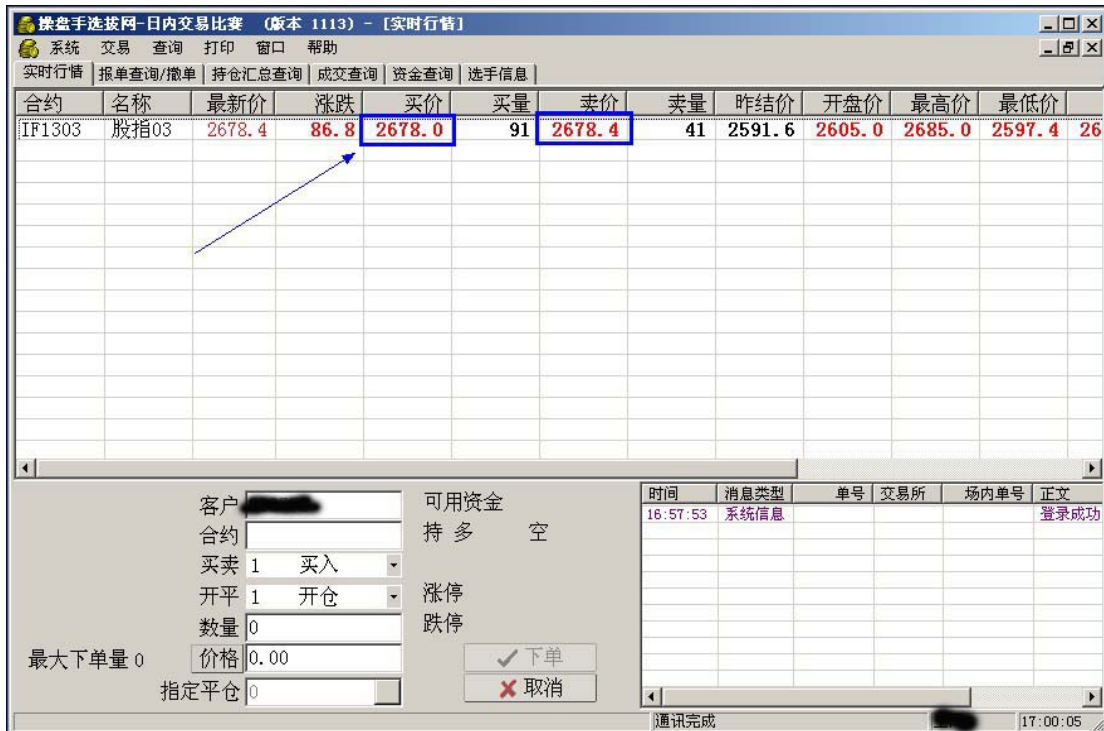 操盘手选拔网-日内交易比赛 （版本 1113） - [实时行情]
系统 交易 查询 打印 窗口 帮助
实时行情 报单查询/撤单 持仓汇总查询 成交查询 资金查询 选手信息
合约 名称 最新价 涨跌 买价 买量 卖价 卖量 昨结价 开盘价 最高价 最低价
IF1303 股指03 2678.4 86.8 2678.0 91 2678.4 41 2591.6 2605.0 2685.0 2597.4 26
客户 可用资金
合约 持 多 空
买卖 1 买入
开平 1 开仓 涨停
数量 0 跌停
最大下单量 0 价格 0.00 下单
指定平仓 0 取消
时间 消息类型 单号 交易所 场内单号 正文
16:57:53 系统信息 登录成功
通讯完成 17:00:05